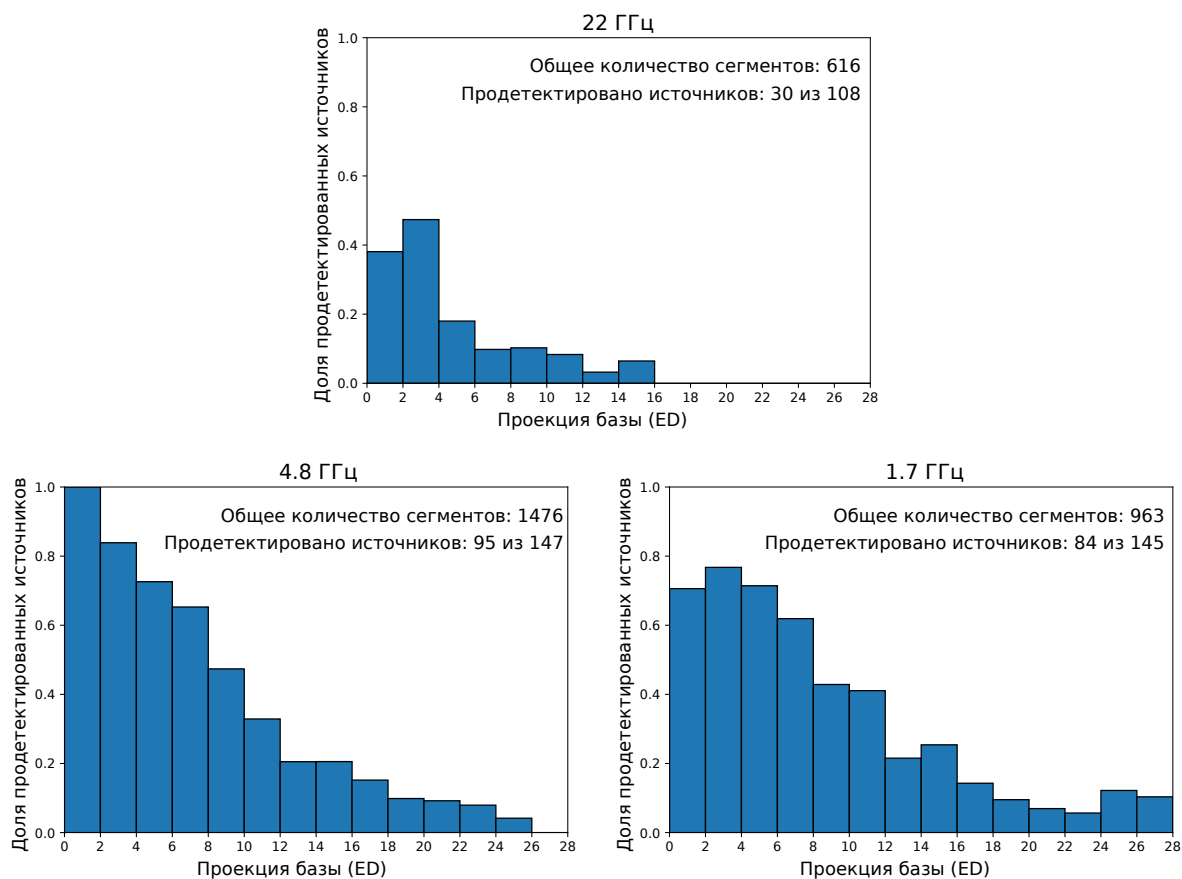 22 ГГц
Общее количество сегментов: 616
Продетектировано источников: 30 из 108
Доля продетектированных источников
1.0
0.8
0.6
0.4
0.2
0.0
0 2 4 6 8 10 12 14 16 18 20 22 24 26 28
Проекция базы (ED)
4.8 ГГц
Общее количество сегментов: 1476
Продетектировано источников: 95 из 147
Доля продетектированных источников
1.0
0.8
0.6
0.4
0.2
0.0
0 2 4 6 8 10 12 14 16 18 20 22 24 26 28
Проекция базы (ED)
1.7 ГГц
Общее количество сегментов: 963
Продетектировано источников: 84 из 145
Доля продетектированных источников
1.0
0.8
0.6
0.4
0.2
0.0
0 2 4 6 8 10 12 14 16 18 20 22 24 26 28
Проекция базы (ED)